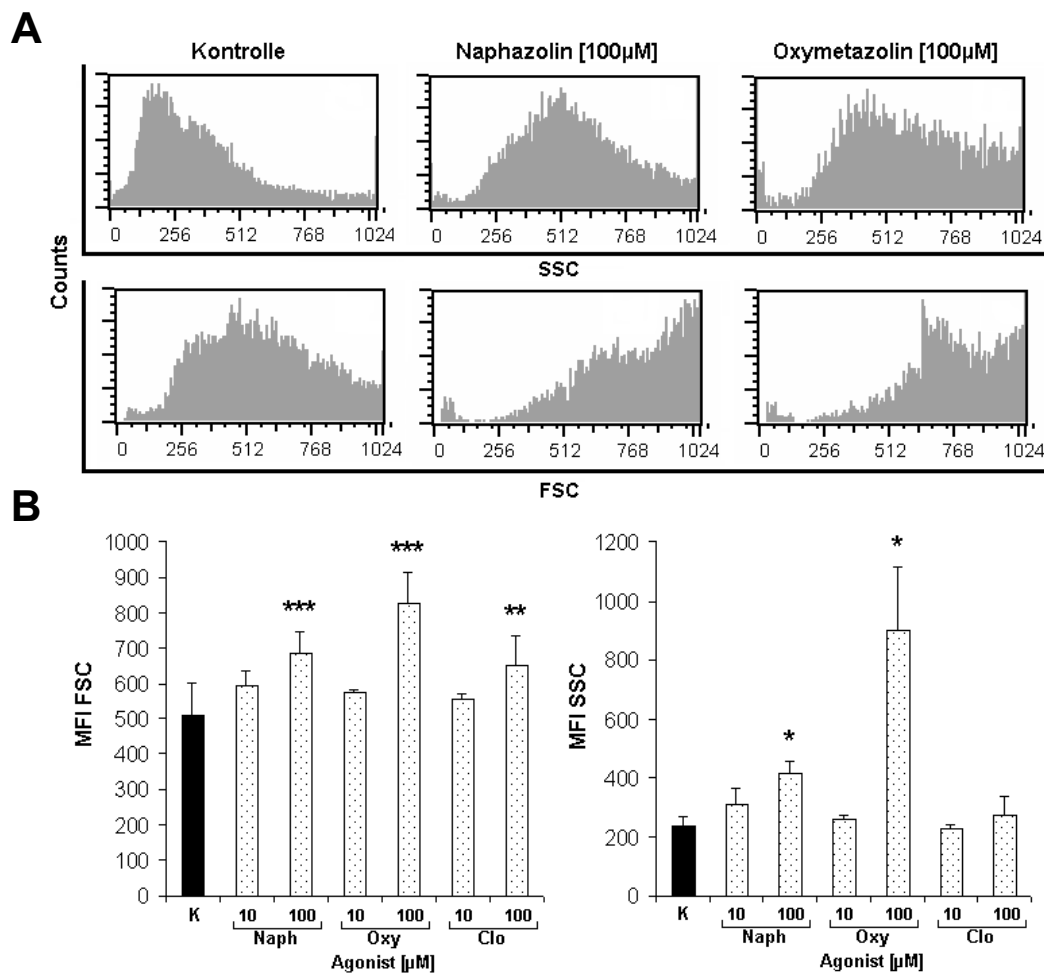 A
Kontrolle Naphazolin [100µM] Oxymetazolin [100µM]
Counts
0 256 512 768 1024 0 256 512 768 1024 0 256 512 768 1024
SSC
0 256 512 768 1024 0 256 512 768 1024 0 256 512 768 1024
FSC
B
MFI FSC
1000
900
800
700
600
500
400
300
200
100
0
*** *** **
K 10 100 10 100 10 100
Naph Oxy Clo
Agonist [µM]
MFI SSC
1200
1000
800
600
400
200
0
* *
K 10 100 10 100 10 100
Naph Oxy Clo
Agonist [µM]